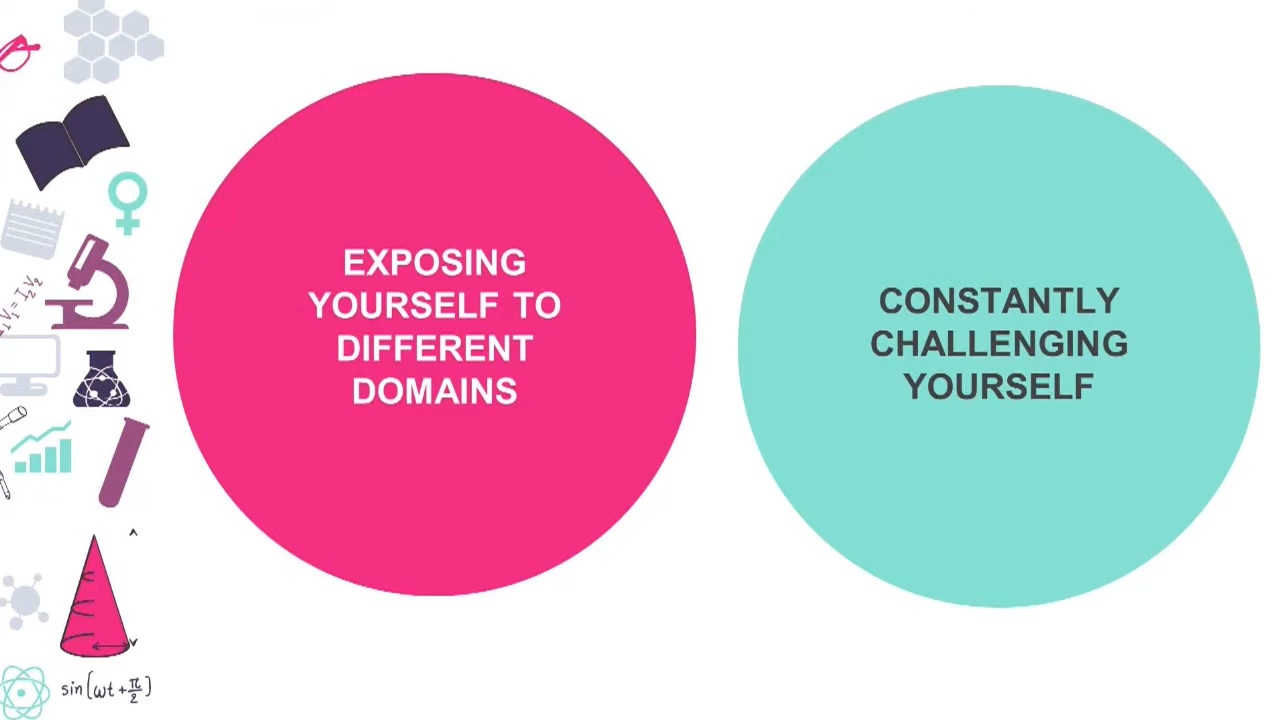 EXPOSING
YOURSELF TO
DIFFERENT
DOMAINS
CONSTANTLY
CHALLENGING
YOURSELF
sin(ωt+π/2)